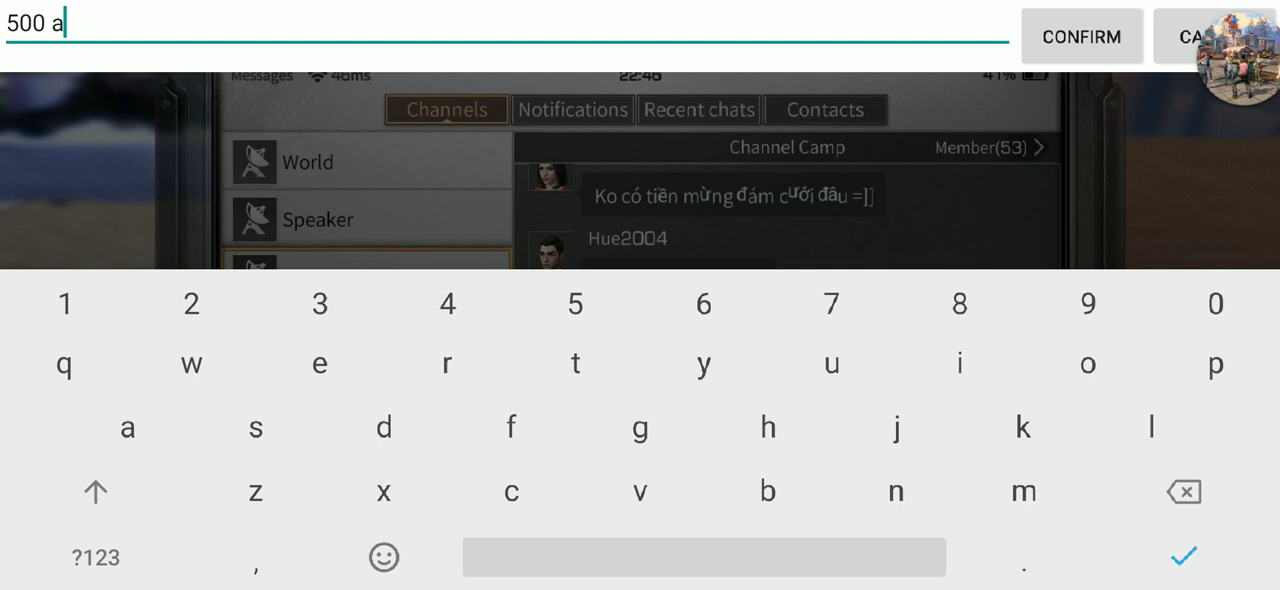 500 a
CONFIRM
CA
Messages 46ms 22:46 41%
Channels Notifications Recent chats Contacts
Channel Camp Member(53)
World
Ko có tiền mừng đám cưới đâu =]]
Speaker
Hue2004
1 2 3 4 5 6 7 8 9 0
q w e r t y u i o p
a s d f g h j k l
z x c v b n m
?123 , .